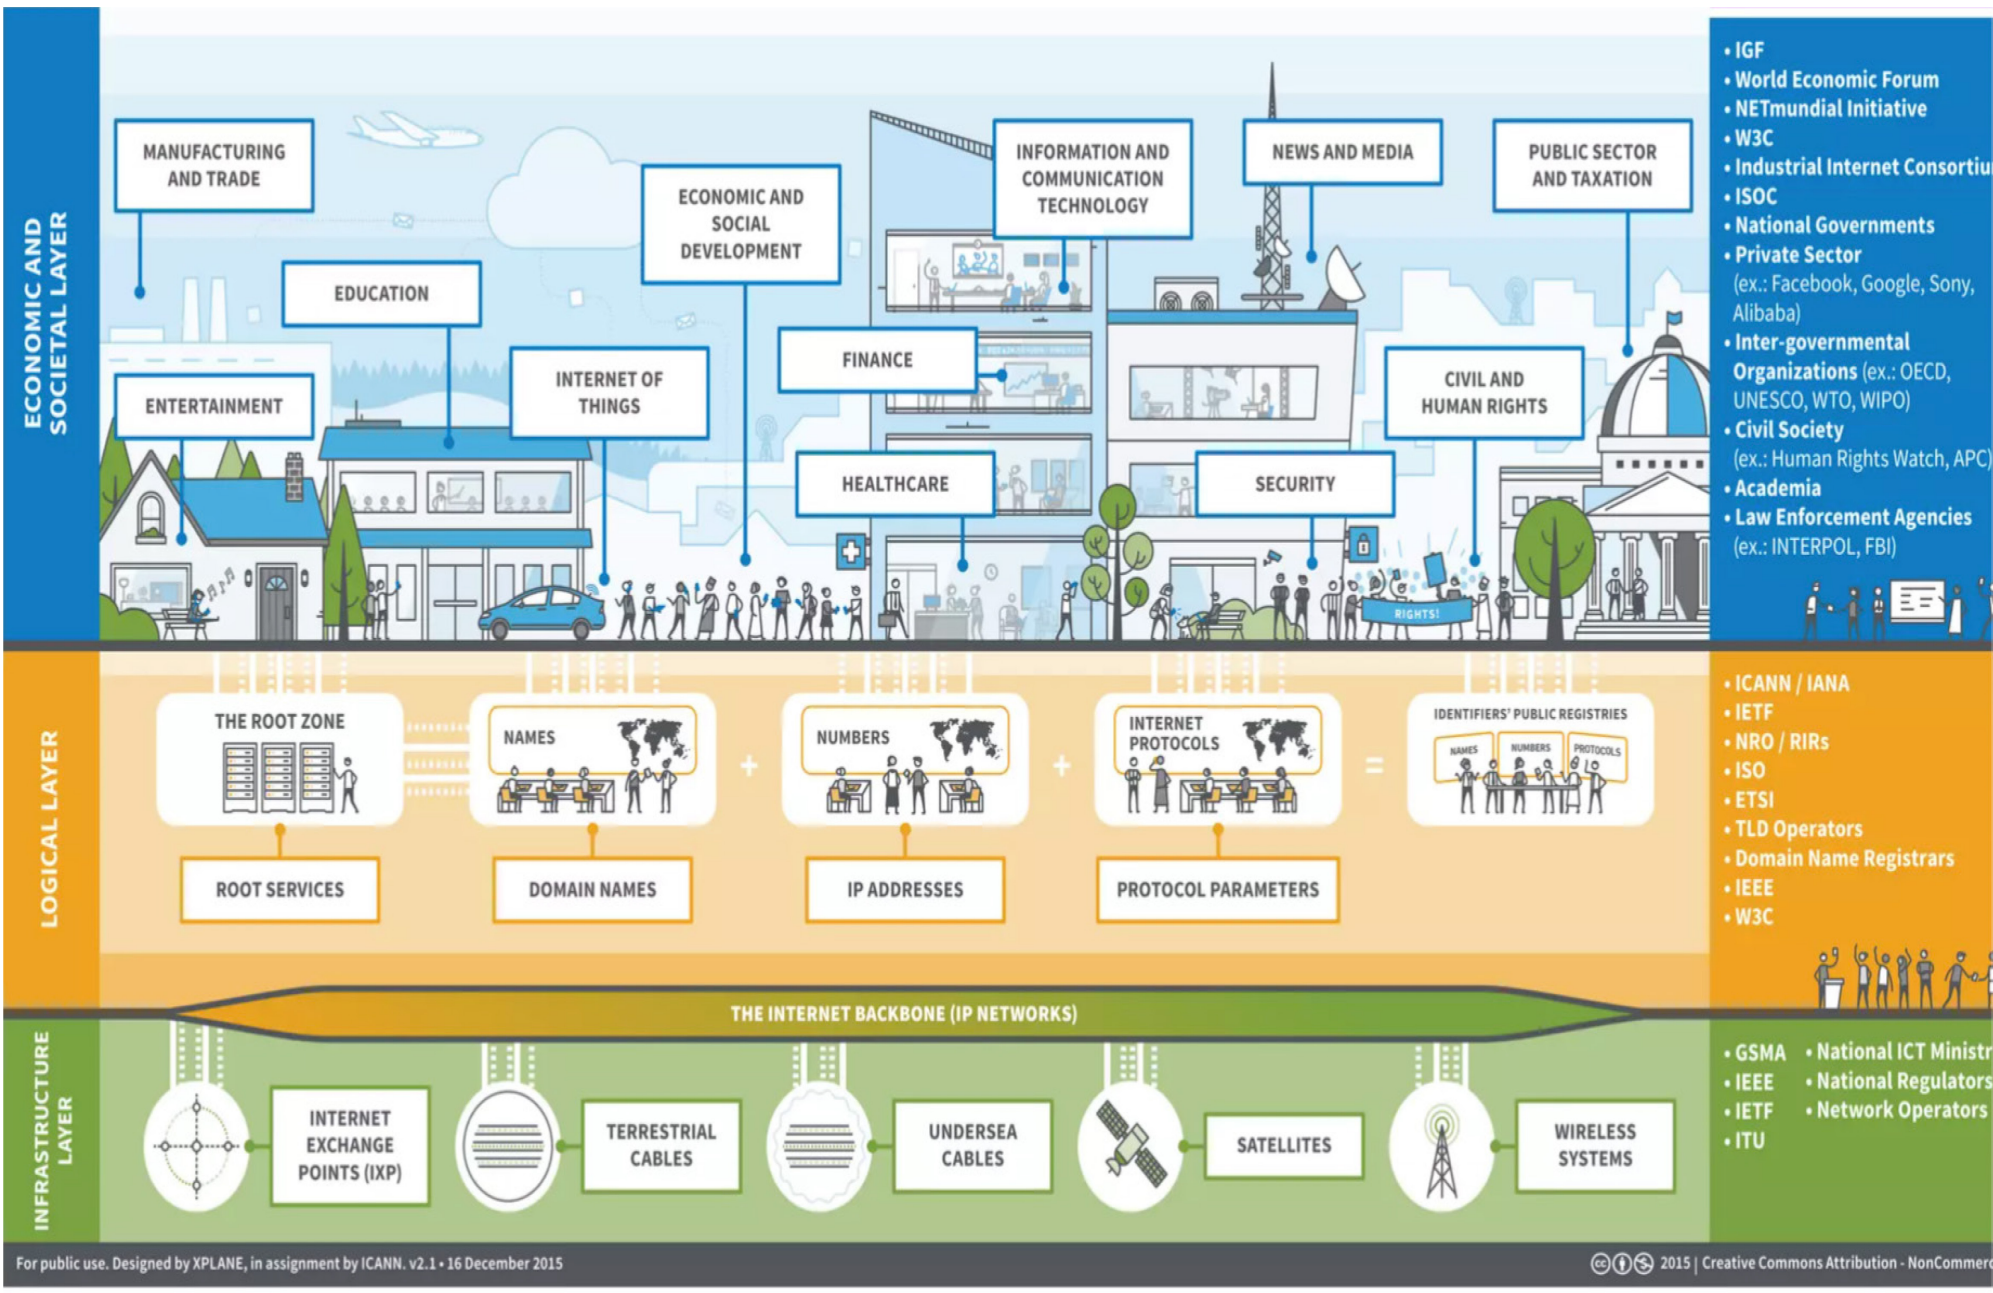 ECONOMIC AND
SOCIETAL LAYER
MANUFACTURING
AND TRADE
EDUCATION
ENTERTAINMENT
INTERNET OF
THINGS
ECONOMIC AND
SOCIAL
DEVELOPMENT
FINANCE
HEALTHCARE
INFORMATION AND
COMMUNICATION
TECHNOLOGY
NEWS AND MEDIA
PUBLIC SECTOR
AND TAXATION
CIVIL AND
HUMAN RIGHTS
SECURITY
RIGHTS!
• IGF
• World Economic Forum
• NETmundial Initiative
• W3C
• Industrial Internet Consortiu
• ISOC
• National Governments
• Private Sector
(ex.: Facebook, Google, Sony,
Alibaba)
• Inter-governmental
Organizations (ex.: OECD,
UNESCO, WTO, WIPO)
• Civil Society
(ex.: Human Rights Watch, APC)
• Academia
• Law Enforcement Agencies
(ex.: INTERPOL, FBI)
LOGICAL LAYER
THE ROOT ZONE
ROOT SERVICES
NAMES
DOMAIN NAMES
+
NUMBERS
IP ADDRESSES
+
INTERNET
PROTOCOLS
PROTOCOL PARAMETERS
=
IDENTIFIERS' PUBLIC REGISTRIES
NAMES
NUMBERS
PROTOCOLS
• ICANN / IANA
• IETF
• NRO / RIRs
• ISO
• ETSI
• TLD Operators
• Domain Name Registrars
• IEEE
• W3C
THE INTERNET BACKBONE (IP NETWORKS)
INFRASTRUCTURE
LAYER
INTERNET
EXCHANGE
POINTS (IXP)
TERRESTRIAL
CABLES
UNDERSEA
CABLES
SATELLITES
WIRELESS
SYSTEMS
• GSMA
• IEEE
• IETF
• ITU
• National ICT Ministr
• National Regulators
• Network Operators
For public use. Designed by XPLANE, in assignment by ICANN. v2.1 • 16 December 2015
cc 2015 | Creative Commons Attribution - NonCommerc